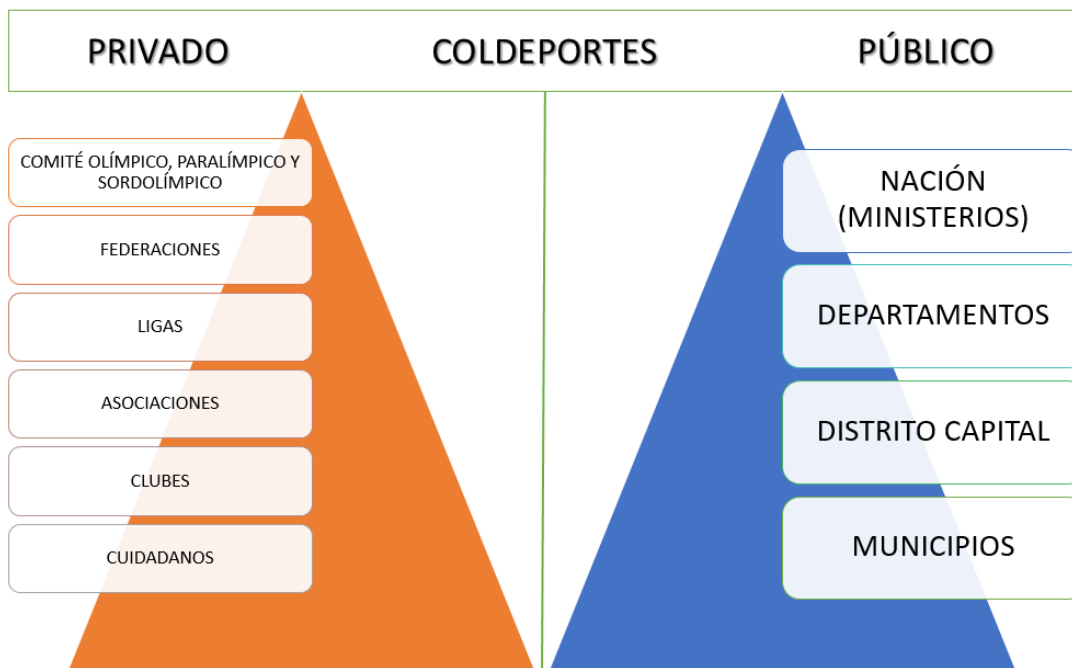 PRIVADO
COLDEPORTES
PÚBLICO
COMITÉ OLÍMPICO, PARALÍMPICO Y
SORDOLÍMPICO
FEDERACIONES
LIGAS
ASOCIACIONES
CLUBES
CUIDADANOS
NACIÓN
(MINISTERIOS)
DEPARTAMENTOS
DISTRITO CAPITAL
MUNICIPIOS